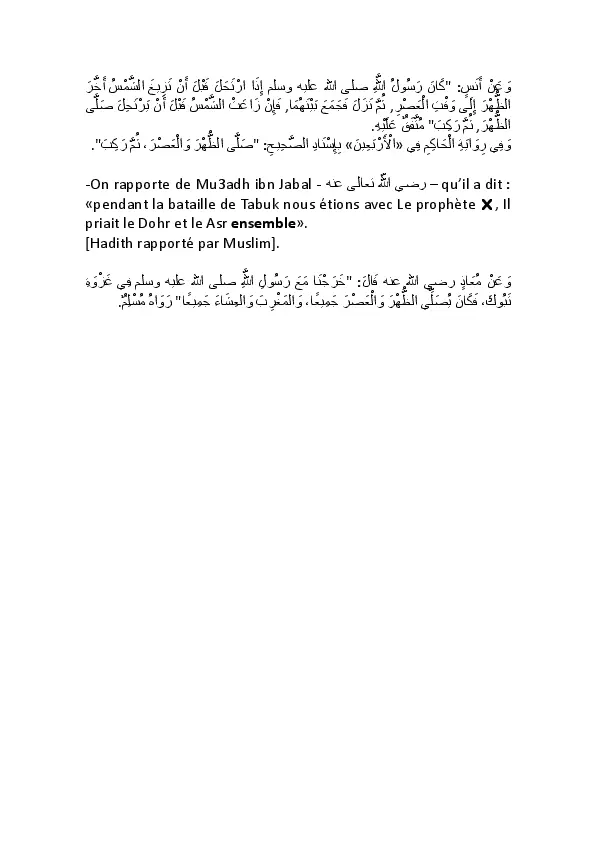 وَعَنْ أَنَسٍ: "كَانَ رَسُولُ اللَّهِ صلى الله عليه وسلم إِذَا ارْتَحَلَ قَبْلَ أَنْ تَزِيغَ الشَّمْسُ أَخَّرَ
الظُّهْرَ إِلَى وَقْتِ الْعَصْرِ, ثُمَّ نَزَلَ فَجَمَعَ بَيْنَهُمَا, فَإِنْ زَاغَتْ الشَّمْسُ قَبْلَ أَنْ يَرْتَحِلَ صَلَّى
الظُّهْرَ, ثُمَّ رَكِبَ" مُتَّفَقٌ عَلَيْهِ.
وَفِي رِوَايَةِ الْحَاكِمِ فِي «الْأَرْبَعِينَ» بِإِسْنَادِ الصَّحِيحِ: "صَلَّى الظُّهْرَ وَالْعَصْرَ، ثُمَّ رَكِبَ".
-On rapporte de Mu3adh ibn Jabal - رضي الله تعالى عنه – qu’il a dit :
«pendant la bataille de Tabuk nous étions avec Le prophète , Il
priait le Dohr et le Asr ensemble».
[Hadith rapporté par Muslim].
وَعَنْ مُعَاذٍ رضي الله عنه قَالَ: "خَرَجْنَا مَعَ رَسُولِ اللَّهِ صلى الله عليه وسلم فِي غَزْوَةِ
تَبُوكَ، فَكَانَ يُصَلِّي الظُّهْرَ وَالْعَصْرَ جَمِيعًا، وَالْمَغْرِبَ وَالْعِشَاءَ جَمِيعًا" رَوَاهُ مُسْلِمٌ.